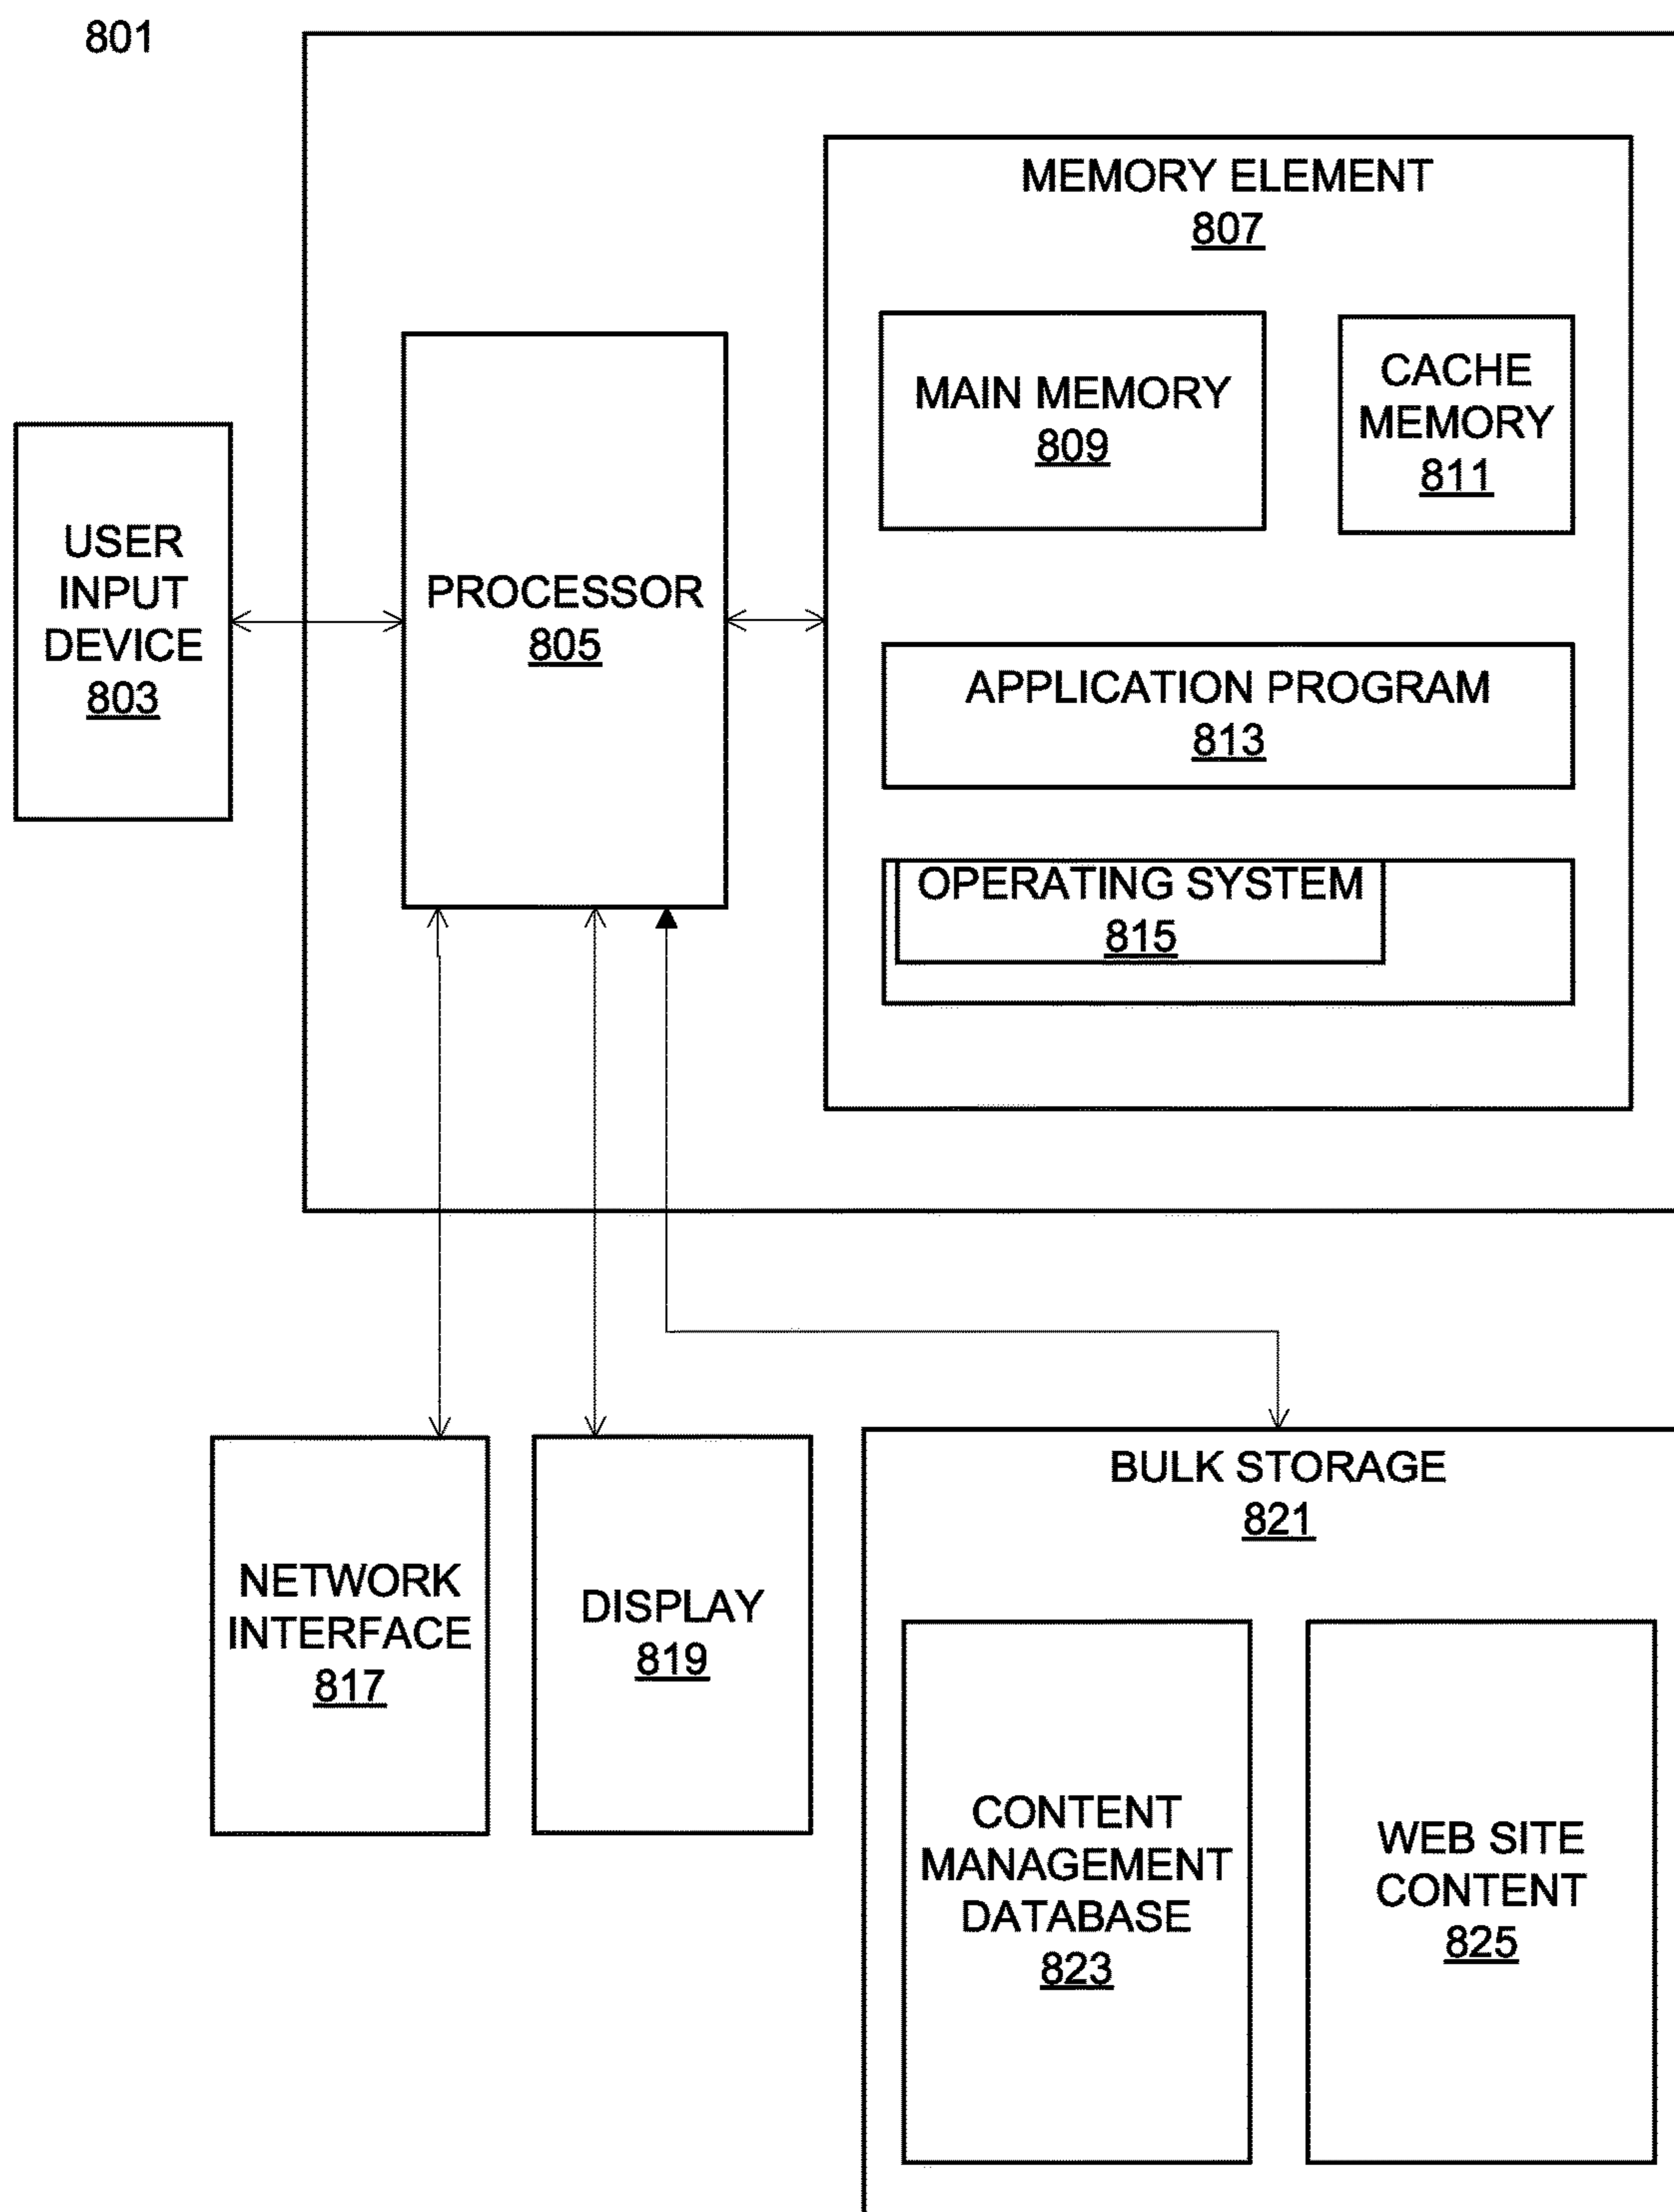 801
MEMORY ELEMENT
807
MAIN MEMORY
809
CACHE
MEMORY
811
USER
INPUT
DEVICE
803
PROCESSOR
805
APPLICATION PROGRAM
813
OPERATING SYSTEM
815
BULK STORAGE
821
NETWORK
INTERFACE
817
DISPLAY
819
CONTENT
MANAGEMENT
DATABASE
823
WEB SITE
CONTENT
825